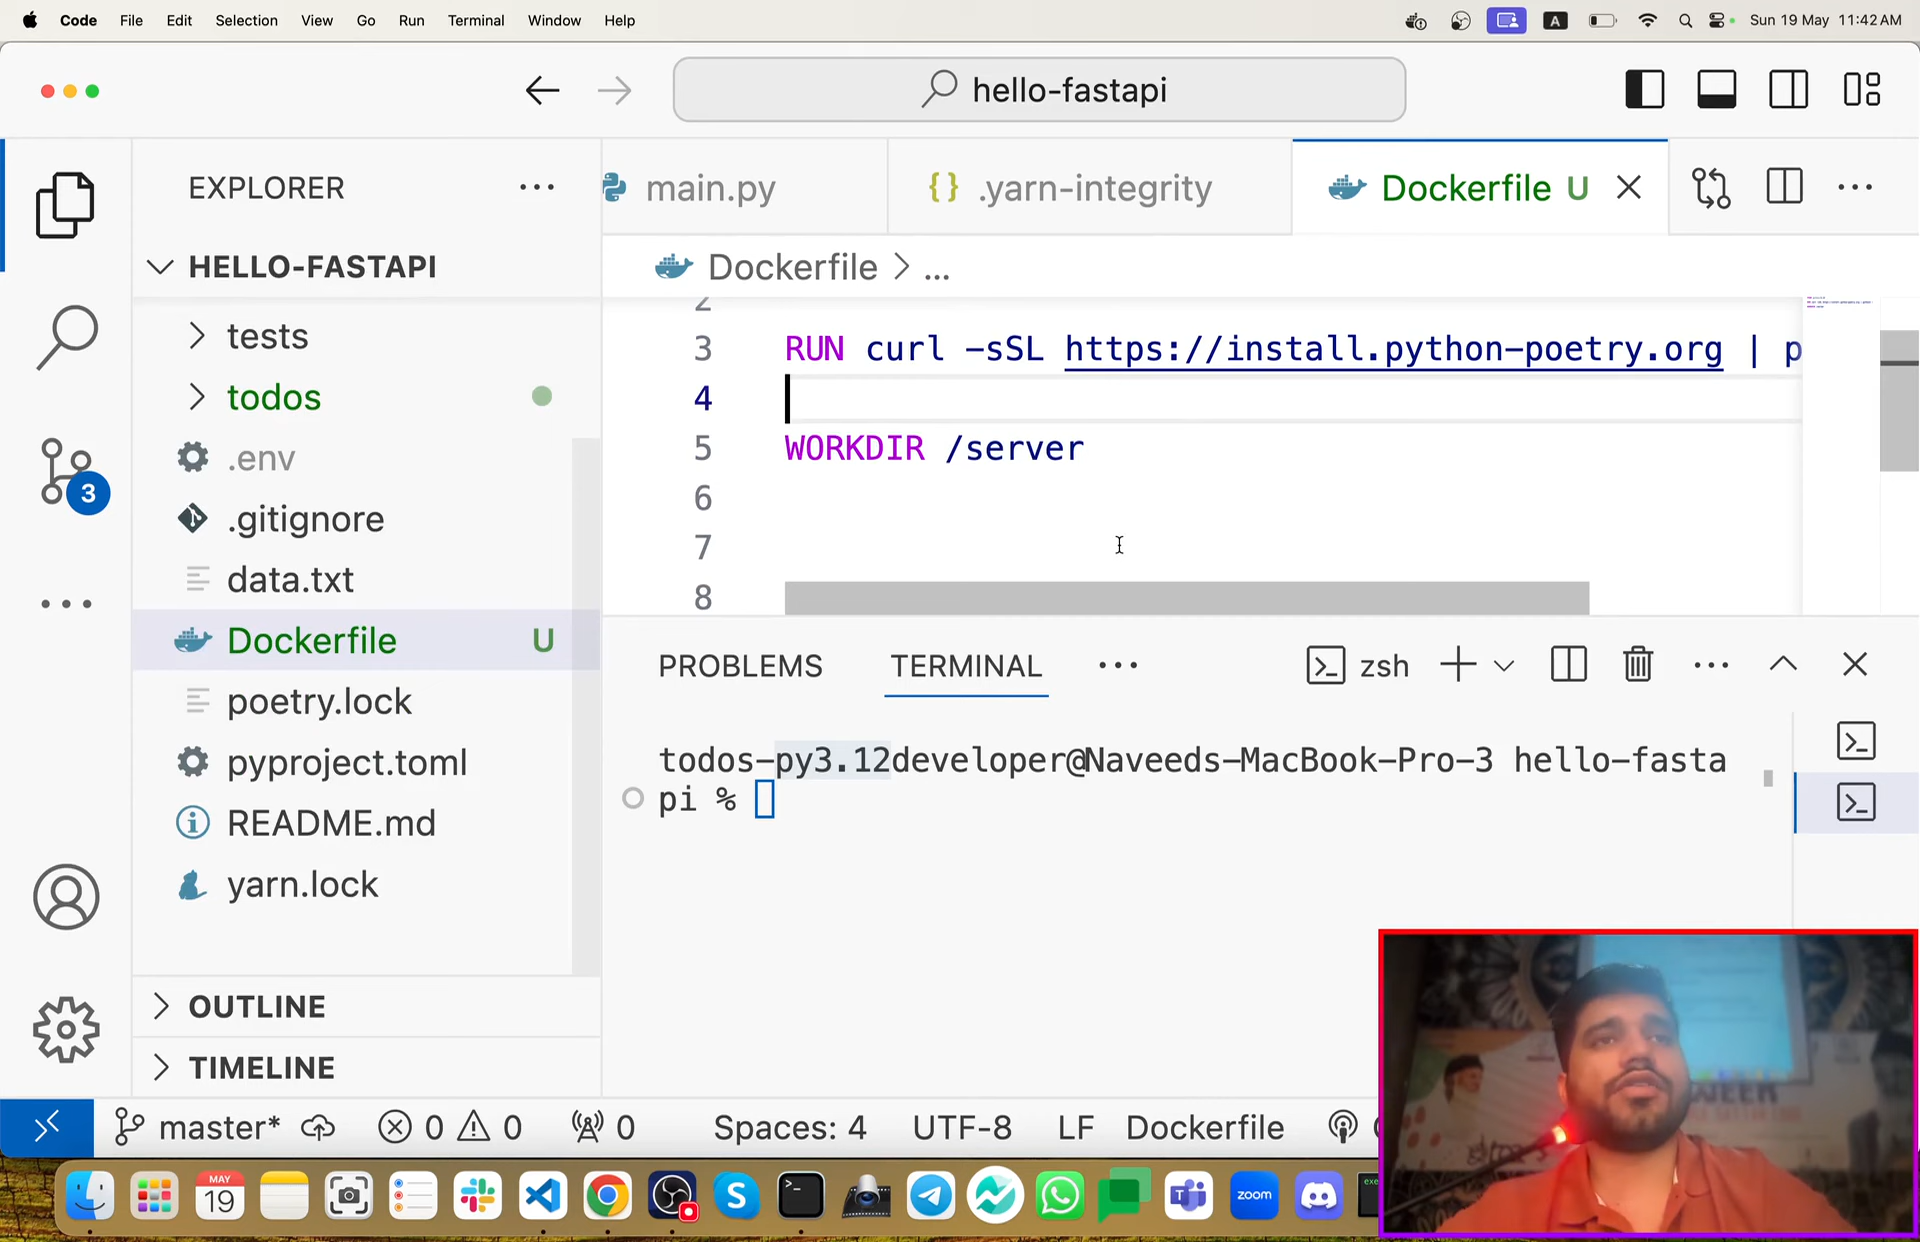 Code File Edit Selection View Go Run Terminal Window Help
A
Sun 19 May 11:42 AM
hello-fastapi
EXPLORER
main.py
.yarn-integrity
Dockerfile U
HELLO-FASTAPI
Dockerfile > ...
tests
todos
.env
.gitignore
data.txt
Dockerfile U
poetry.lock
pyproject.toml
README.md
yarn.lock
OUTLINE
TIMELINE
3
2
3 RUN curl -sSL https://install.python-poetry.org | p
4
5 WORKDIR /server
6
7
8
PROBLEMS TERMINAL zsh
todos-py3.12developer@Naveeds-MacBook-Pro-3 hello-fasta
pi %
master* 0 0 0 Spaces: 4 UTF-8 LF Dockerfile
MAY
19
zoom
exe
WEEK